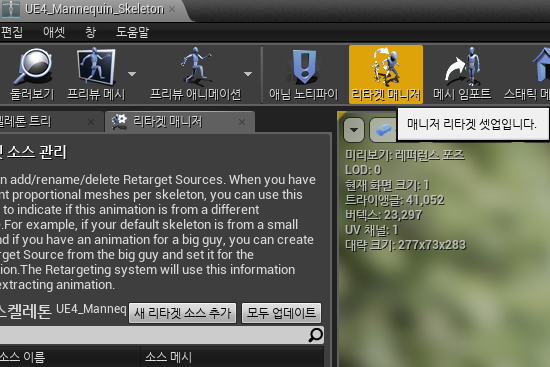 UE4_Mannequin_Skeleton
편집 애셋 창 도움말
둘러보기 프리뷰 메시 프리뷰 애니메이션 애님 노티파이 리타겟 매니저 메시 임포트 스태틱 메
켈레톤 트리 리타겟 매니저
매니저 리타겟 셋업입니다.
소스 관리
n add/rename/delete Retarget Sources. When you have
nt proportional meshes per skeleton, you can use this
to indicate if this animation is from a different
e.For example, if your default skeleton is from a small
nd if you have an animation for a big guy, you can create
rget Source from the big guy and set it for the
ion.The Retargeting system will use this information
extracting animation.
스켈레톤 UE4_Manneq 새 리타겟 소스 추가 모두 업데이트
소스 이름 소스 메시
미리보기: 레퍼런스 포즈
LOD: 0
현재 화면 크기: 1
트라이앵글: 41,052
버텍스: 23,297
UV 채널: 1
대략 크기: 277x73x283